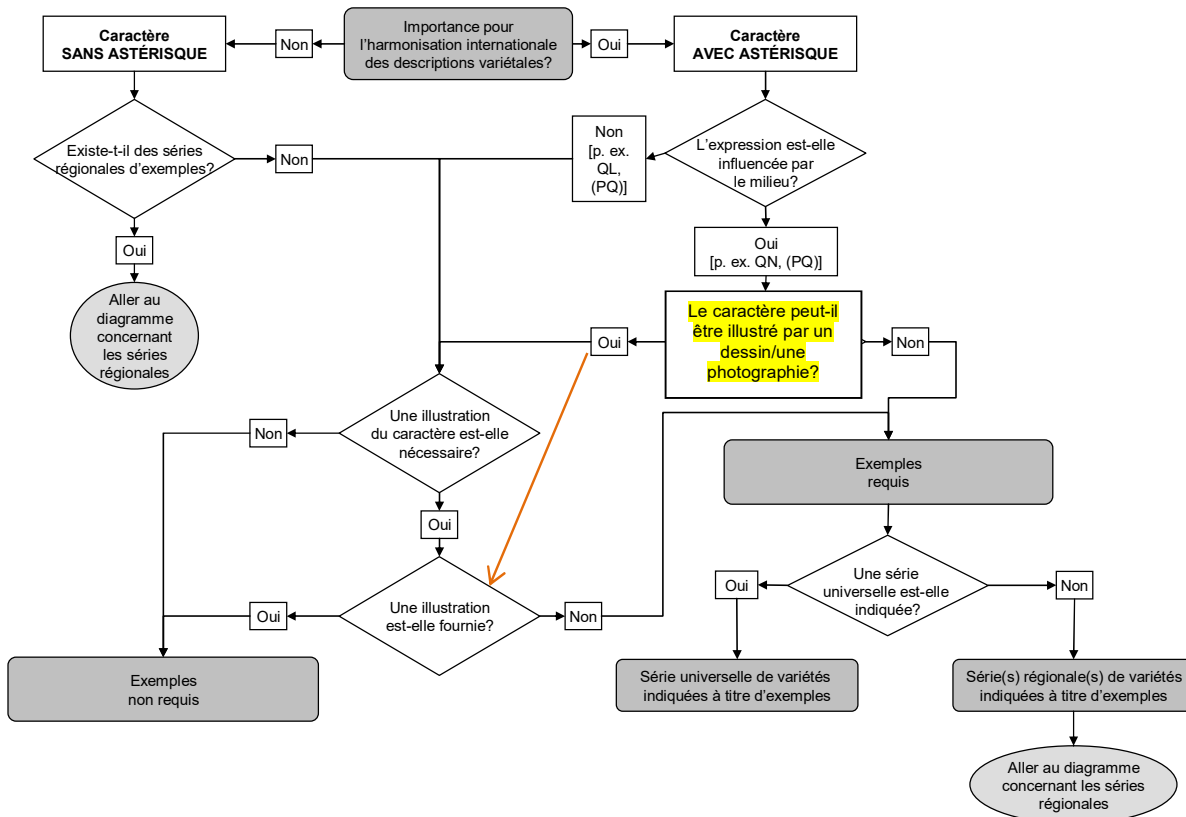 Caractère
SANS ASTÉRISQUE
Non
Importance pour
l'harmonisation internationale
des descriptions variétales?
Oui
Caractère
AVEC ASTÉRISQUE
Existe-t-il des séries
régionales d'exemples?
Non
Non
[p. ex.
QL,
(PQ)]
L'expression est-elle
influencée par
le milieu?
Oui
Oui
[p. ex. QN, (PQ)]
Aller au
diagramme
concernant
les séries
régionales
Oui
Le caractère peut-il
être illustré par un
dessin/une
photographie?
Non
Non
Une illustration
du caractère est-elle
nécessaire?
Exemples
requis
Oui
Oui
Une illustration
est-elle fournie?
Non
Oui
Une série
universelle est-elle
indiquée?
Non
Exemples
non requis
Série universelle de variétés
indiquées à titre d'exemples
Série(s) régionale(s) de variétés
indiquées à titre d'exemples
Aller au diagramme
concernant les séries
régionales